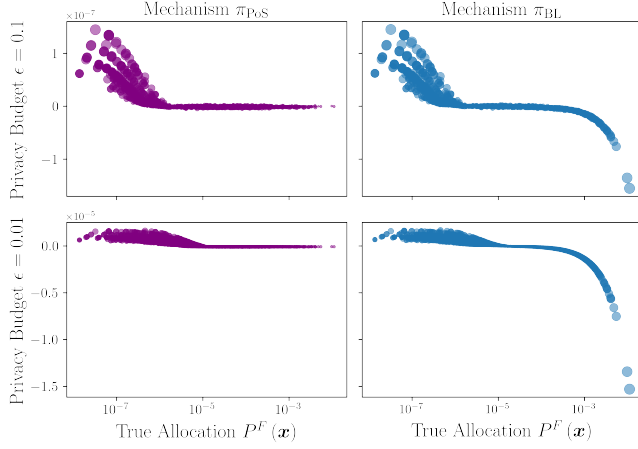 Mechanism π_PoS
Mechanism π_BL
Privacy Budget ϵ = 0.1
×10⁻⁷
1
0
−1
Privacy Budget ϵ = 0.01
×10⁻⁵
0.0
−0.5
−1.0
−1.5
10⁻⁷ 10⁻⁵ 10⁻³
10⁻⁷ 10⁻⁵ 10⁻³
True Allocation P^F (x)
True Allocation P^F (x)